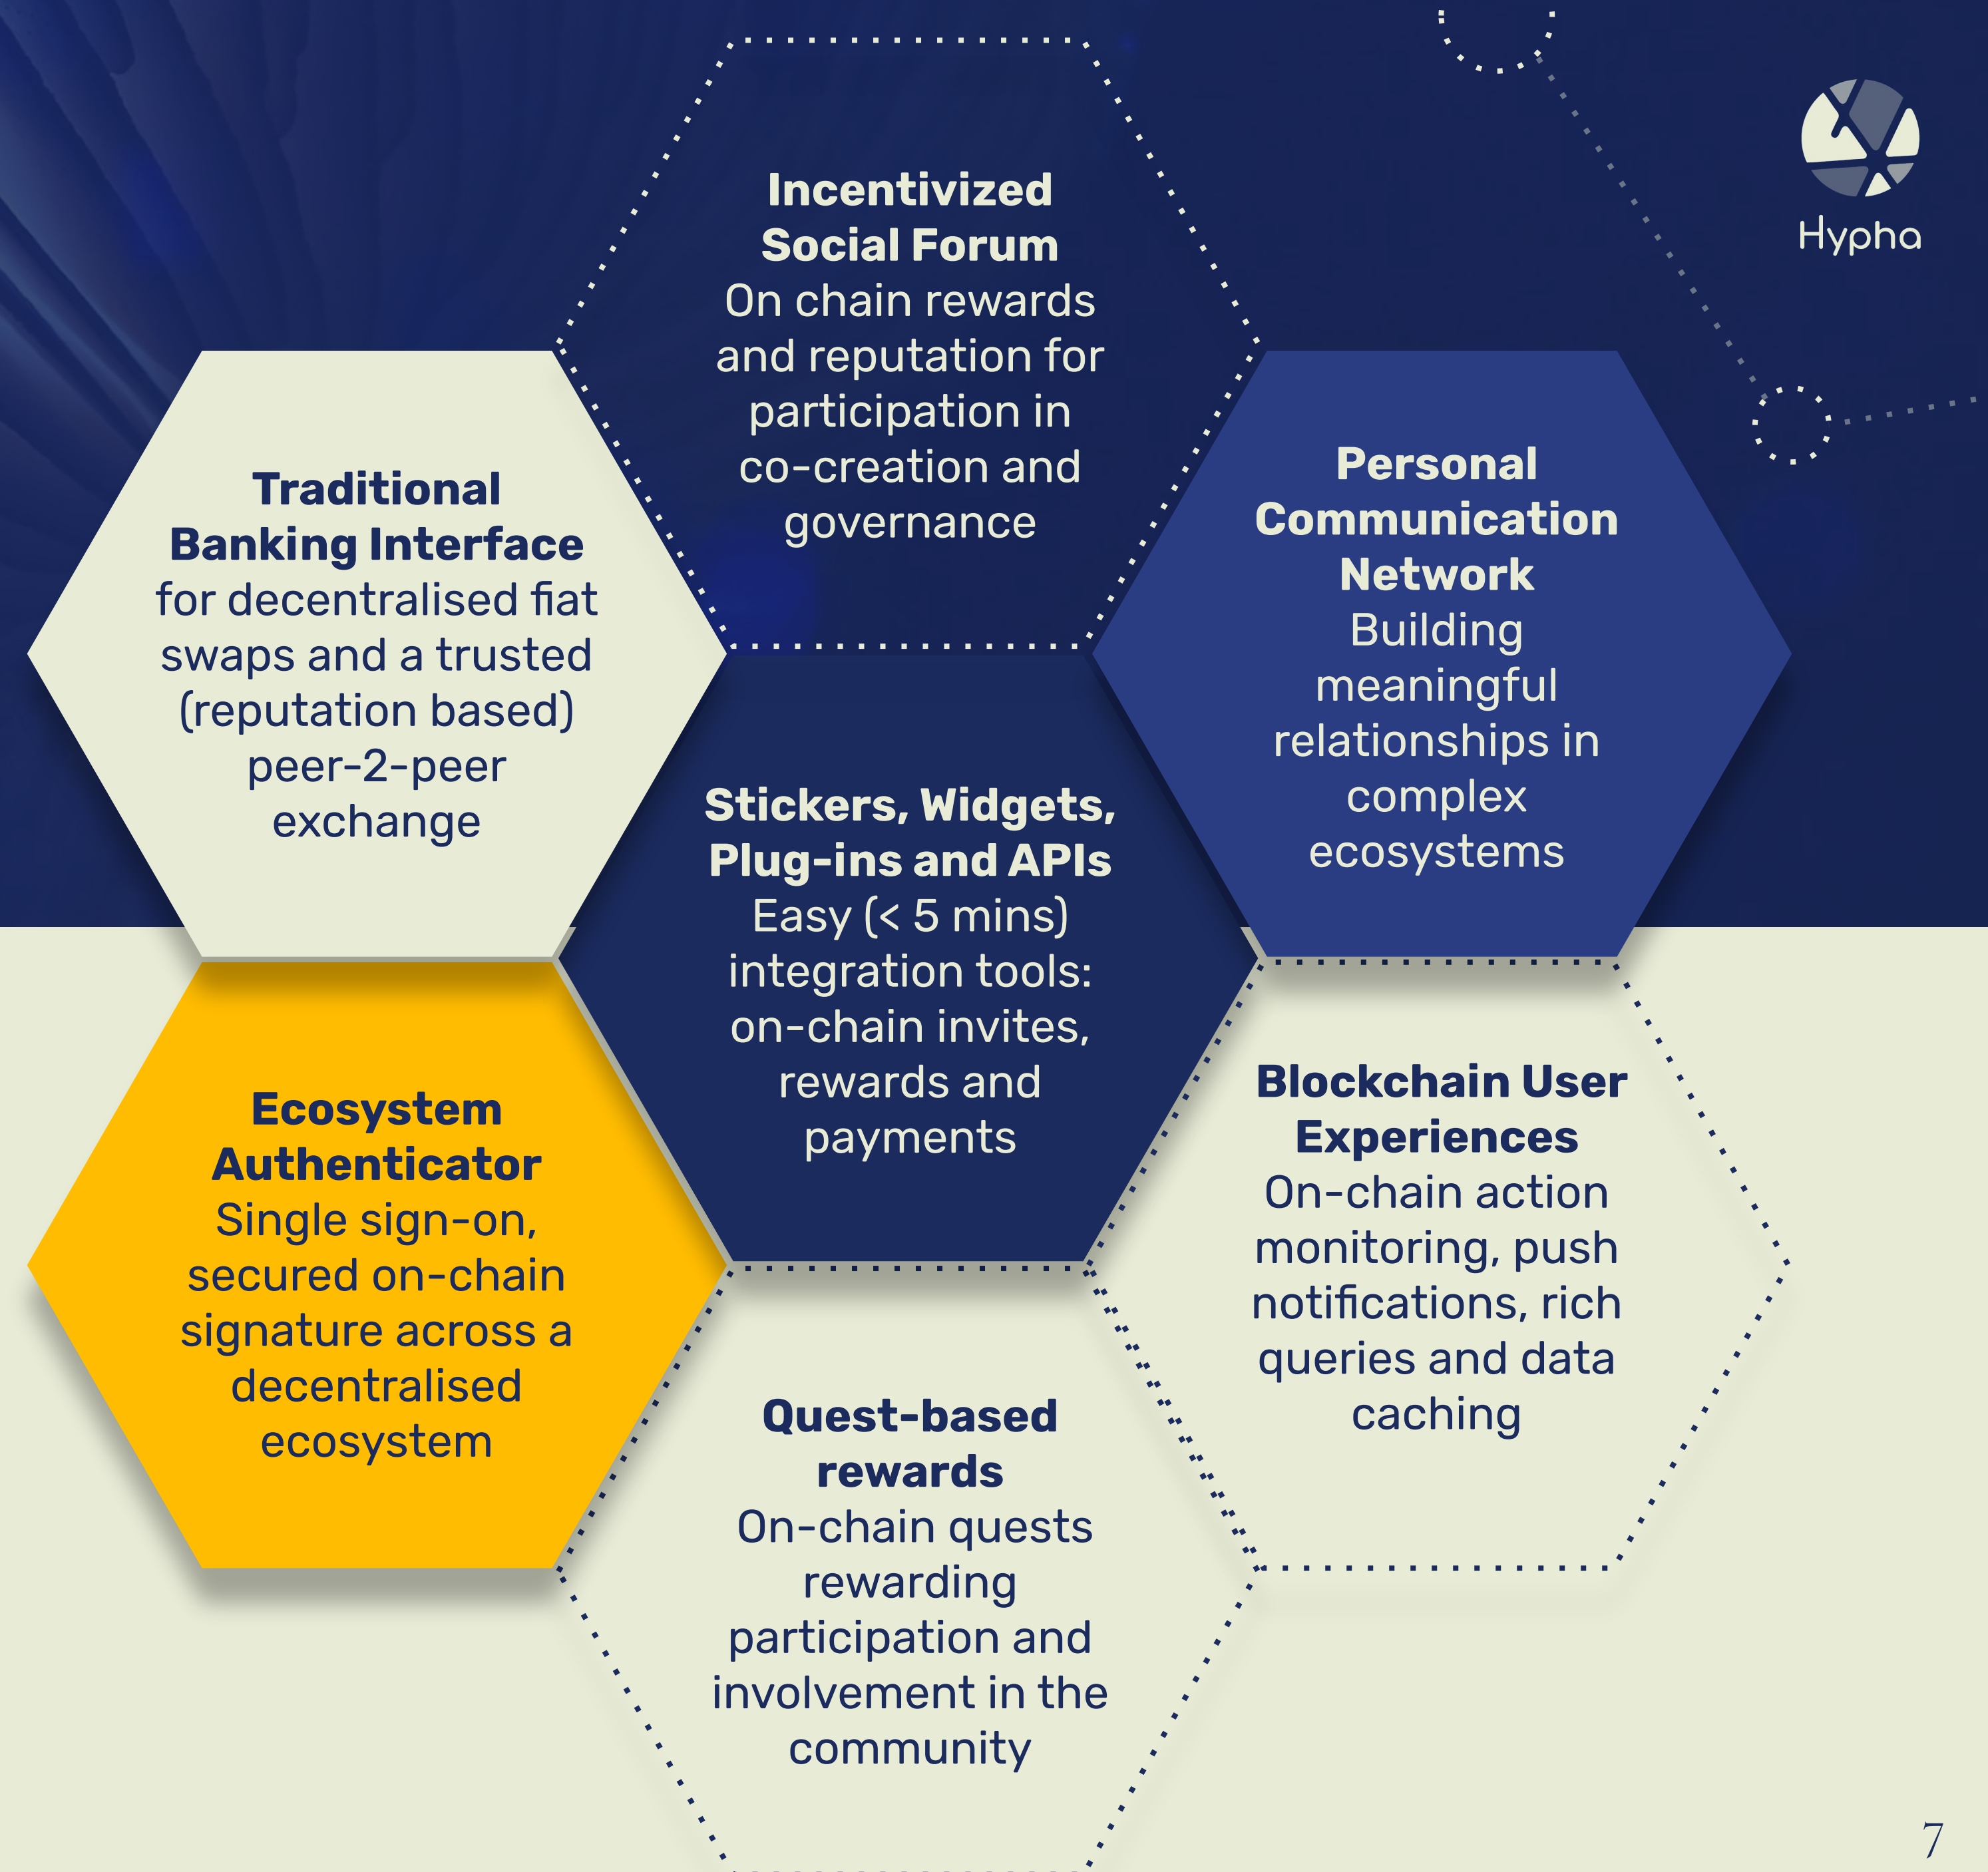 Hypha
Incentivized
Social Forum
On chain rewards
and reputation for
participation in
co-creation and
governance
Traditional
Banking Interface
for decentralised fiat
swaps and a trusted
(reputation based)
peer-2-peer
exchange
Personal
Communication
Network
Building
meaningful
relationships in
complex
ecosystems
Stickers, Widgets,
Plug-ins and APIs
Easy (< 5 mins)
integration tools:
on-chain invites,
rewards and
payments
Ecosystem
Authenticator
Single sign-on,
secured on-chain
signature across a
decentralised
ecosystem
Blockchain User
Experiences
On-chain action
monitoring, push
notifications, rich
queries and data
caching
Quest-based
rewards
On-chain quests
rewarding
participation and
involvement in the
community
7